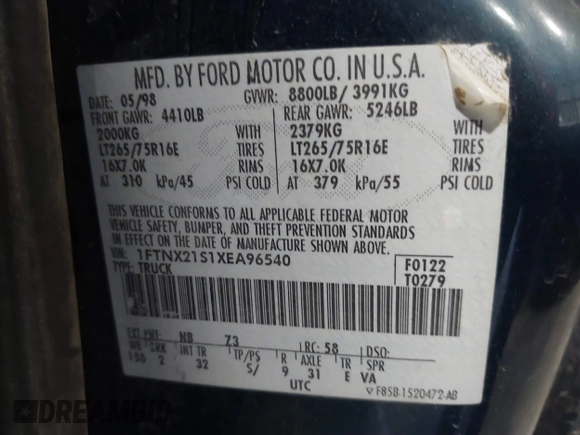 MFD. BY FORD MOTOR CO. IN U.S.A.
DATE: 05/98 GVWR: 8800LB/ 3991KG
FRONT GAWR: 4410LB REAR GAWR: 5246LB
2000KG WITH 2379KG WITH
LT265/75R16E TIRES LT265/75R16E TIRES
16X7.0K RIMS 16X7.0K RIMS
AT 310 kPa/45 PSI COLD AT 379 kPa/55 PSI COLD
THIS VEHICLE CONFORMS TO ALL APPLICABLE FEDERAL MOTOR
VEHICLE SAFETY, BUMPER, AND THEFT PREVENTION STANDARDS
IN EFFECT ON THE DATE OF MANUFACTURE SHOWN ABOVE.
VIN: 1FTNX21S1XEA96540 F0122
TYPE: TRUCK T0279
EXT PNT: NB Z3 RC: 58 DSO:
WB BRK INT TR TP/PS R AXLE TR SPR
158 2 32 S/ 9 31 E VA
UTC
F85B-1520472-AB
DREAMBID